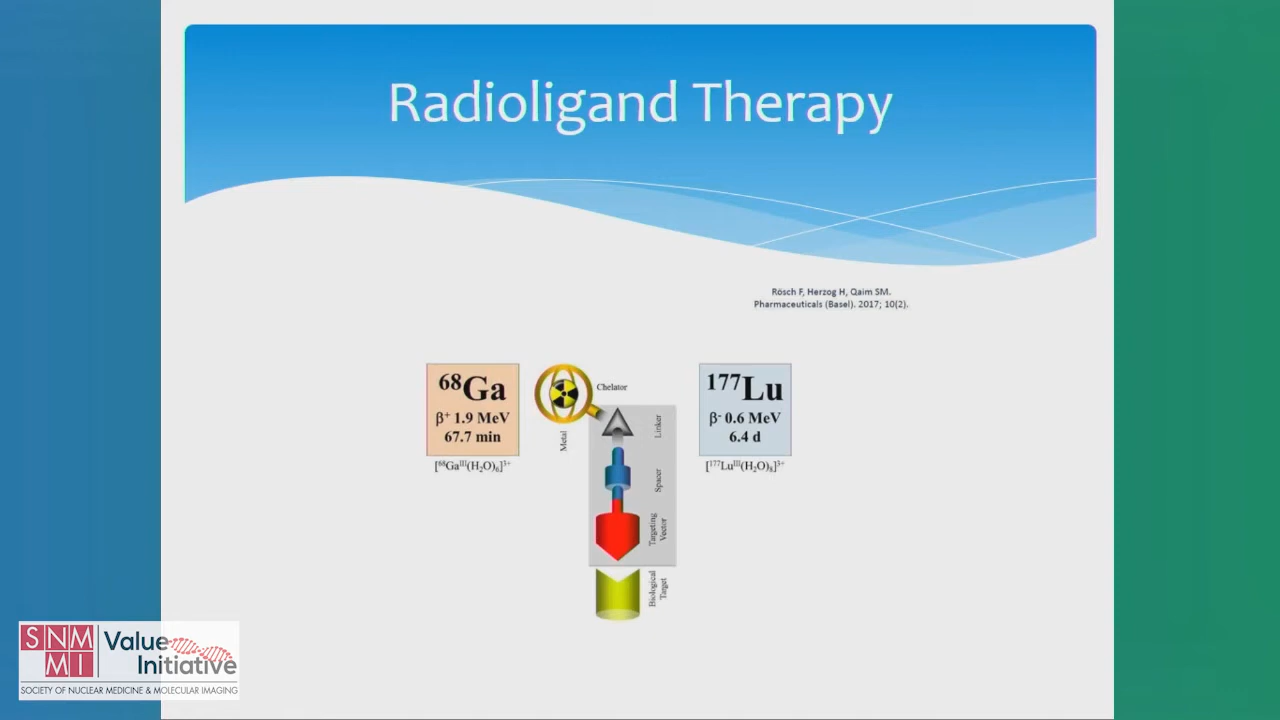 Radioligand Therapy
Rösch F, Herzog H, Qaim SM.
Pharmaceuticals (Basel). 2017; 10(2).
⁶⁸Ga
β⁺ 1.9 MeV
67.7 min
[⁶⁸Gaᴵᴵᴵ(H₂O)₆]³⁺
Chelator
Metal
Linker
Spacer
Targeting
Vector
Biological
Target
¹⁷⁷Lu
β⁻ 0.6 MeV
6.4 d
[¹⁷⁷Luᴵᴵᴵ(H₂O)₈]³⁺
SNM
MI
Value
Initiative
SOCIETY OF NUCLEAR MEDICINE & MOLECULAR IMAGING